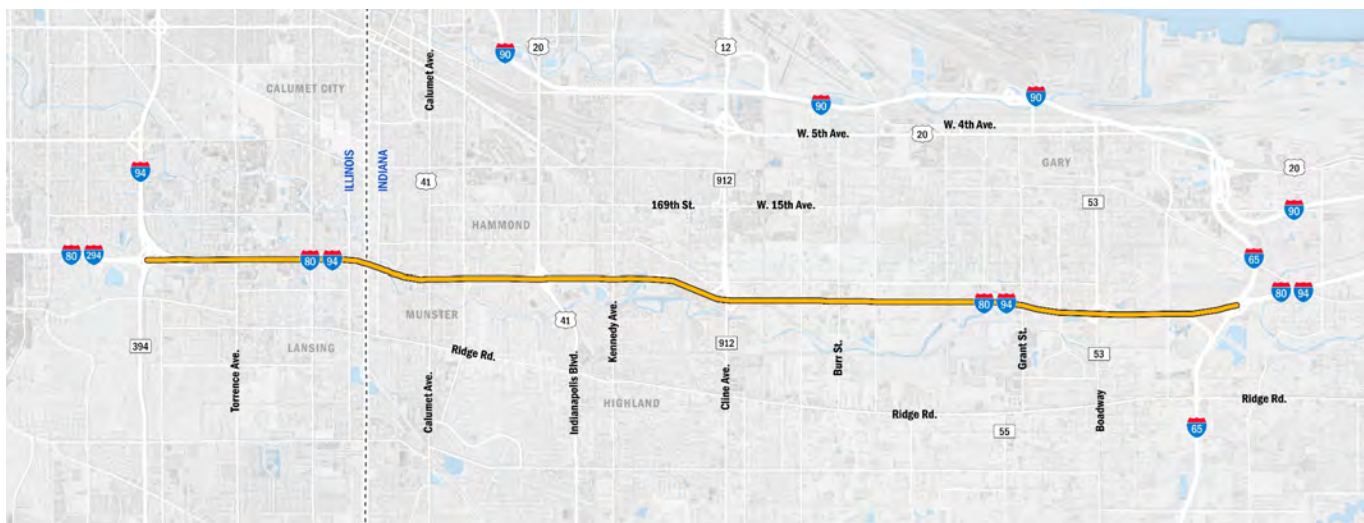 90
20
12
Calumet Ave.
CALUMET CITY
90
90
W. 5th Ave.
20
W. 4th Ave.
GARY
20
94
ILLINOIS
INDIANA
41
912
53
90
169th St.
W. 15th Ave.
HAMMOND
80
294
80
94
65
80
94
80
94
MUNSTER
41
Kennedy Ave.
394
LANSING
Ridge Rd.
912
Burr St.
Grant St.
53
Torrence Ave.
Calumet Ave.
Indianapolis Blvd.
HIGHLAND
Cline Ave.
Ridge Rd.
Boadway
Ridge Rd.
55
65